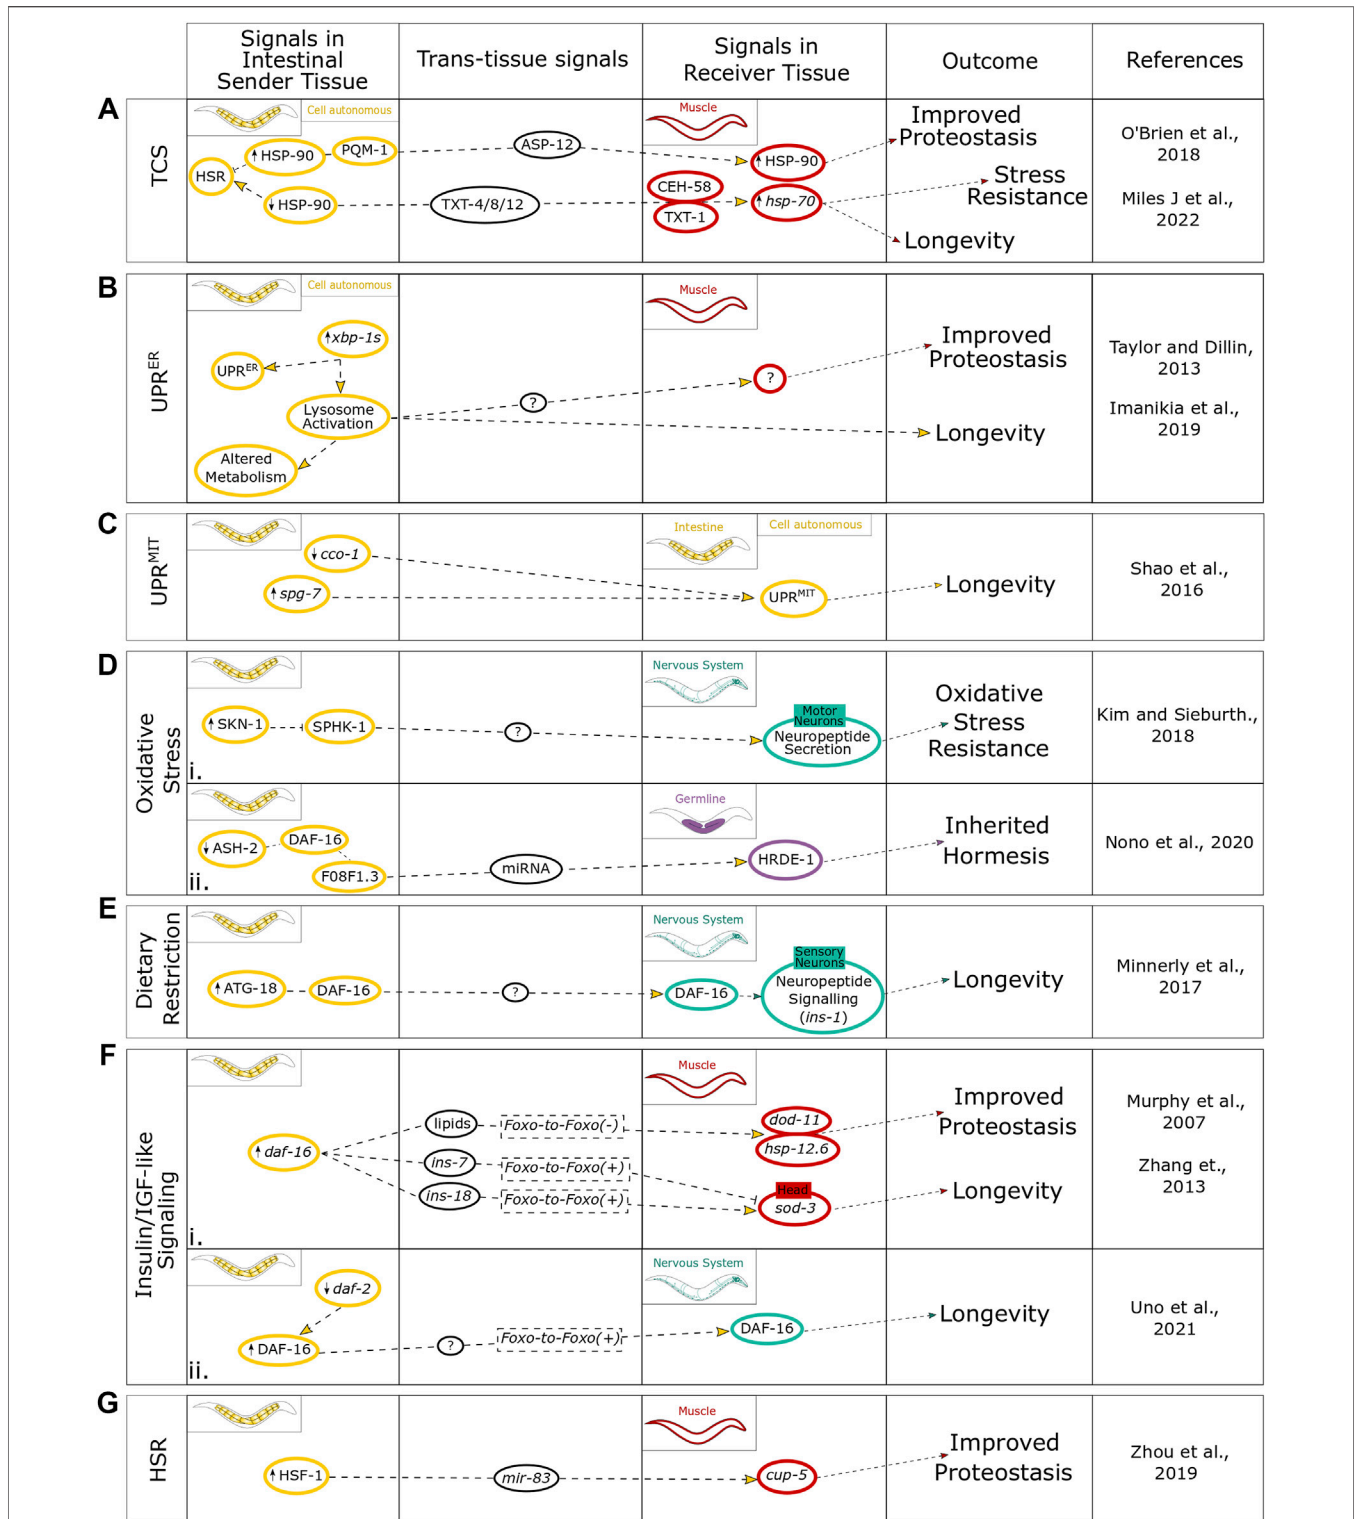 Signals in
Intestinal
Sender Tissue
Trans-tissue signals
Signals in
Receiver Tissue
Outcome
References
A
TCS
Cell autonomous
↑HSP-90
PQM-1
HSR
↓HSP-90
ASP-12
TXT-4/8/12
Muscle
↑HSP-90
CEH-58
TXT-1
↑hsp-70
Improved
Proteostasis
Stress
Resistance
Longevity
O'Brien et al.,
2018
Miles J et al.,
2022
B
UPRER
Cell autonomous
↑xbp-1s
UPRER
Lysosome
Activation
Altered
Metabolism
?
Muscle
?
Improved
Proteostasis
Longevity
Taylor and Dillin,
2013
Imanikia et al.,
2019
C
UPRMIT
↓cco-1
↑spg-7
Intestine
Cell autonomous
UPRMIT
Longevity
Shao et al.,
2016
D
Oxidative
Stress
i.
↑SKN-1
SPHK-1
?
Nervous System
Motor
Neurons
Neuropeptide
Secretion
Oxidative
Stress
Resistance
Kim and Sieburth.,
2018
ii.
↓ASH-2
DAF-16
F08F1.3
miRNA
Germline
HRDE-1
Inherited
Hormesis
Nono et al., 2020
E
Dietary
Restriction
↑ATG-18
DAF-16
?
Nervous System
DAF-16
Sensory
Neurons
Neuropeptide
Signalling
(ins-1)
Longevity
Minnerly et al.,
2017
F
Insulin/IGF-like
Signaling
i.
↑daf-16
lipids
Foxo-to-Foxo(-)
ins-7
Foxo-to-Foxo(+)
ins-18
Foxo-to-Foxo(+)
Muscle
dod-11
hsp-12.6
Head
sod-3
Improved
Proteostasis
Longevity
Murphy et al.,
2007
Zhang et.,
2013
ii.
↓daf-2
↑DAF-16
?
Foxo-to-Foxo(+)
Nervous System
DAF-16
Longevity
Uno et al.,
2021
G
HSR
↑HSF-1
mir-83
Muscle
cup-5
Improved
Proteostasis
Zhou et al.,
2019